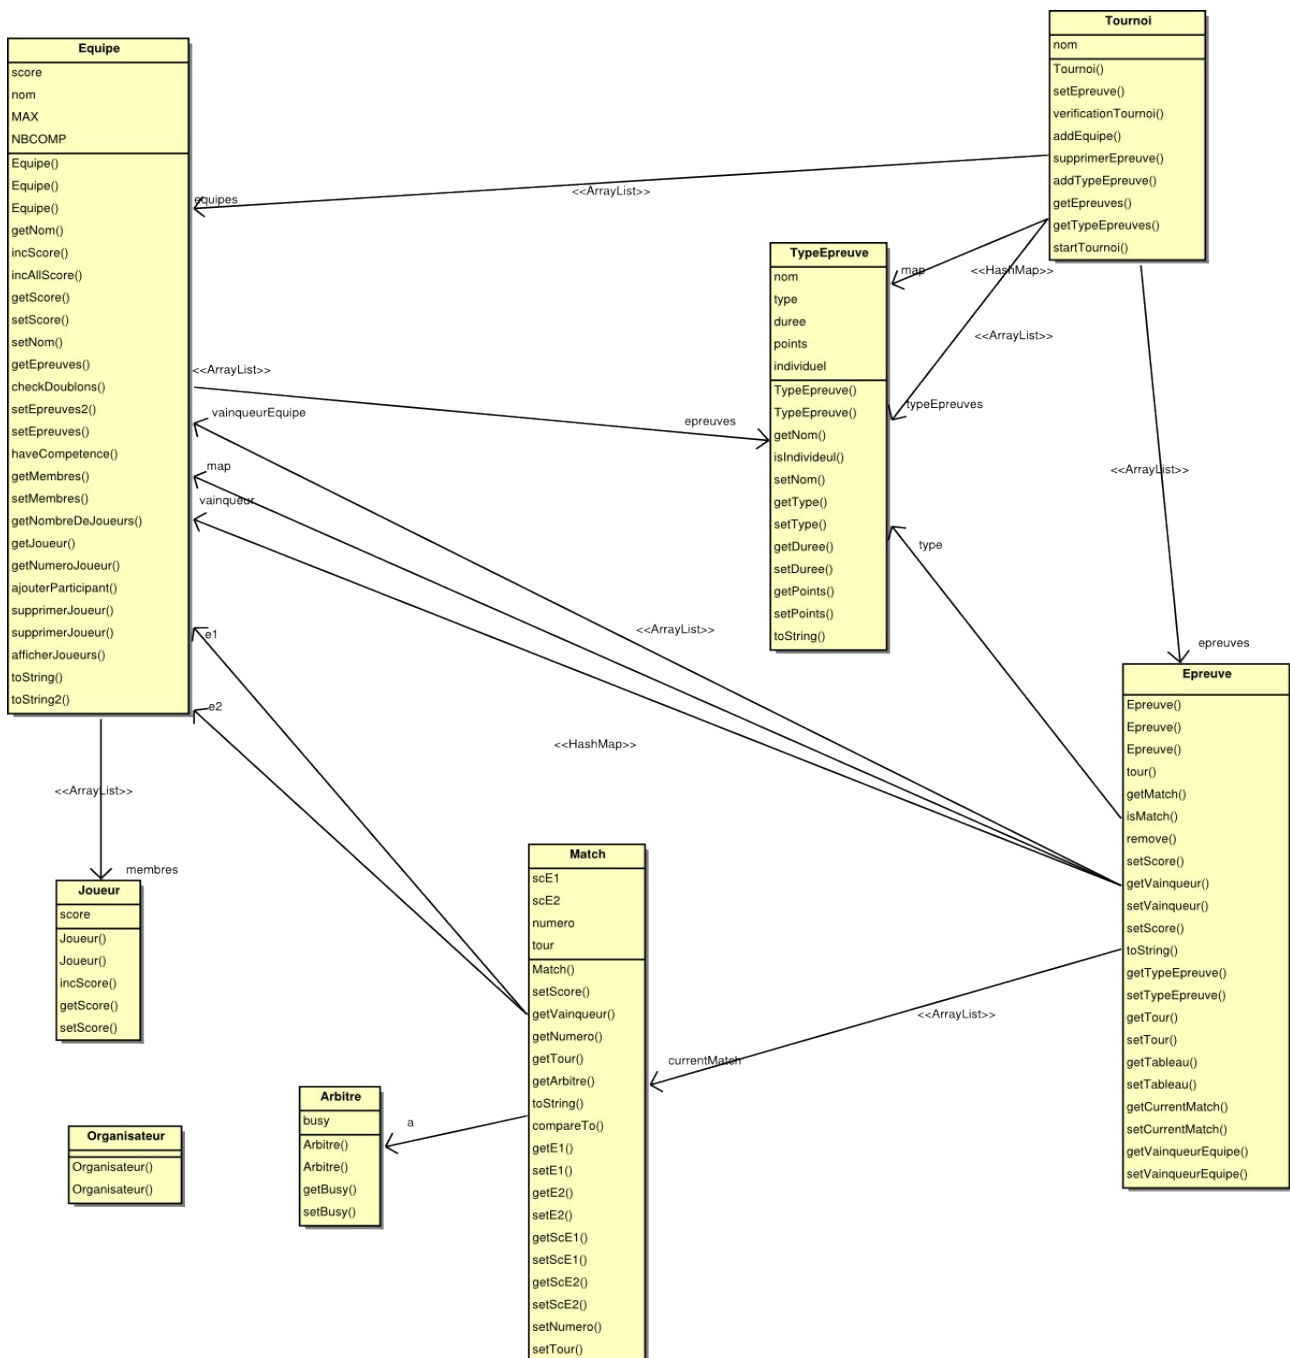 Equipe
score
nom
MAX
NBCOMP
Equipe()
Equipe()
Equipe()
getNom()
incScore()
incAllScore()
getScore()
setScore()
setNom()
getEpreuves()
checkDoublons()
setEpreuves2()
setEpreuves()
haveCompetence()
getMembres()
setMembres()
getNombreDeJoueurs()
getJoueur()
getNumeroJoueur()
ajouterParticipant()
supprimerJoueur()
supprimerJoueur()
afficherJoueurs()
toString()
toString2()
Tournoi
nom
Tournoi()
setEpreuve()
verificationTournoi()
addEquipe()
supprimerEpreuve()
addTypeEpreuve()
getEpreuves()
getTypeEpreuves()
startTournoi()
equipes
<<ArrayList>>
map
<<HashMap>>
<<ArrayList>>
typeEpreuves
TypeEpreuve
nom
type
duree
points
individuel
TypeEpreuve()
TypeEpreuve()
getNom()
isIndivideul()
setNom()
getType()
setType()
getDuree()
setDuree()
getPoints()
setPoints()
toString()
<<ArrayList>>
epreuves
vainqueurEquipe
map
vainqueur
<<ArrayList>>
type
<<ArrayList>>
epreuves
e1
e2
<<HashMap>>
Epreuve
Epreuve()
Epreuve()
Epreuve()
tour()
getMatch()
isMatch()
remove()
setScore()
getVainqueur()
setVainqueur()
setScore()
toString()
getTypeEpreuve()
setTypeEpreuve()
getTour()
setTour()
getTableau()
setTableau()
getCurrentMatch()
setCurrentMatch()
getVainqueurEquipe()
setVainqueurEquipe()
<<ArrayList>>
membres
Joueur
score
Joueur()
Joueur()
incScore()
getScore()
setScore()
Match
scE1
scE2
numero
tour
Match()
setScore()
getVainqueur()
getNumero()
getTour()
getArbitre()
toString()
compareTo()
getE1()
setE1()
getE2()
setE2()
getScE1()
setScE1()
getScE2()
setScE2()
setNumero()
setTour()
<<ArrayList>>
currentMatch
a
Arbitre
busy
Arbitre()
Arbitre()
getBusy()
setBusy()
Organisateur
Organisateur()
Organisateur()